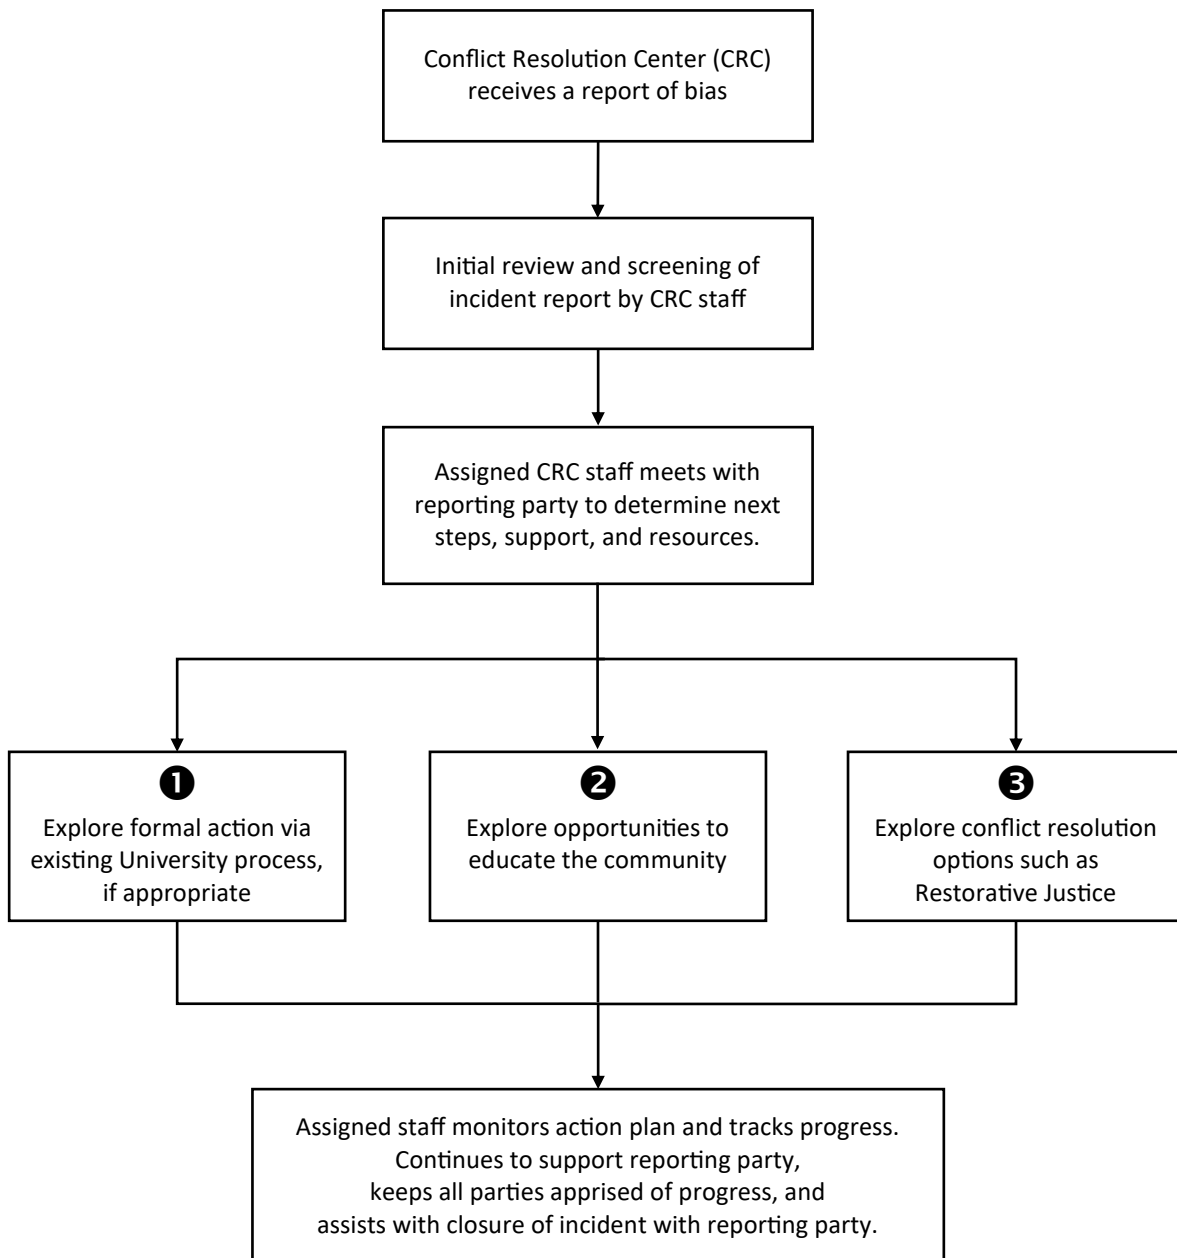 Conflict Resolution Center (CRC)
receives a report of bias
Initial review and screening of
incident report by CRC staff
Assigned CRC staff meets with
reporting party to determine next
steps, support, and resources.
❶
Explore formal action via
existing University process,
if appropriate
❷
Explore opportunities to
educate the community
❸
Explore conflict resolution
options such as
Restorative Justice
Assigned staff monitors action plan and tracks progress.
Continues to support reporting party,
keeps all parties apprised of progress, and
assists with closure of incident with reporting party.